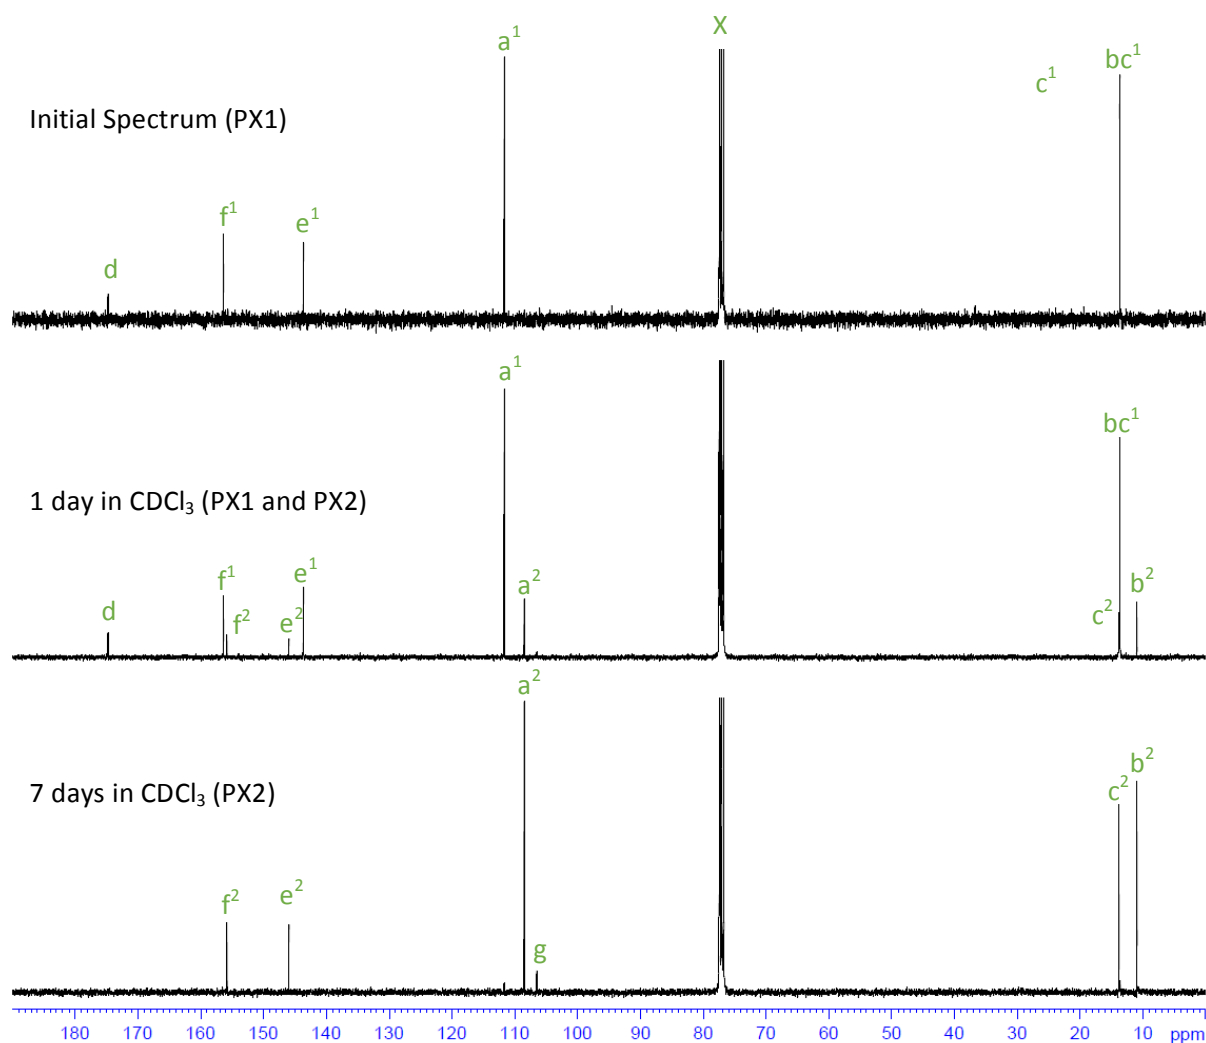 X
a¹
bc¹
c¹
Initial Spectrum (PX1)
f¹
e¹
d
a¹
bc¹
1 day in CDCl₃ (PX1 and PX2)
f¹
e¹
a²
b²
d
f²
e²
c²
a²
7 days in CDCl₃ (PX2)
b²
c²
f²
e²
g
180 170 160 150 140 130 120 110 100 90 80 70 60 50 40 30 20 10 ppm